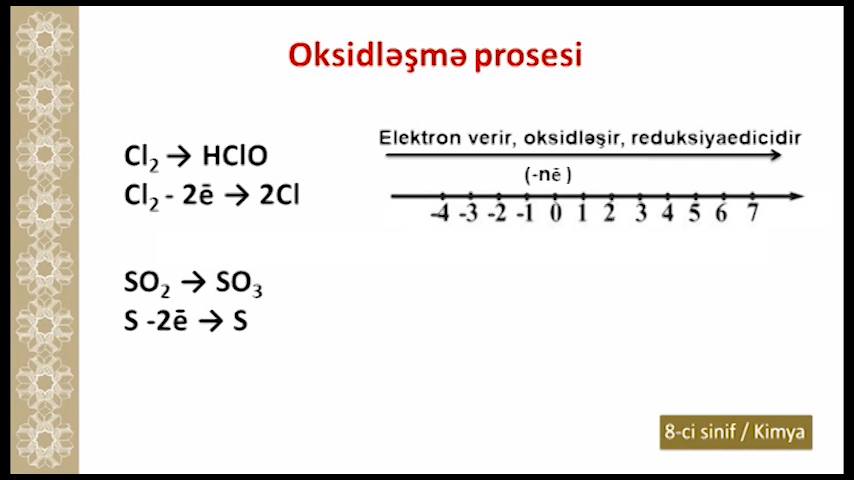 Oksidləşmə prosesi
Cl₂ → HClO
Cl₂ - 2ē → 2Cl
SO₂ → SO₃
S -2ē → S
Elektron verir, oksidləşir, reduksiyaedicidir
(-nē )
-4 -3 -2 -1 0 1 2 3 4 5 6 7
8-ci sinif / Kimya